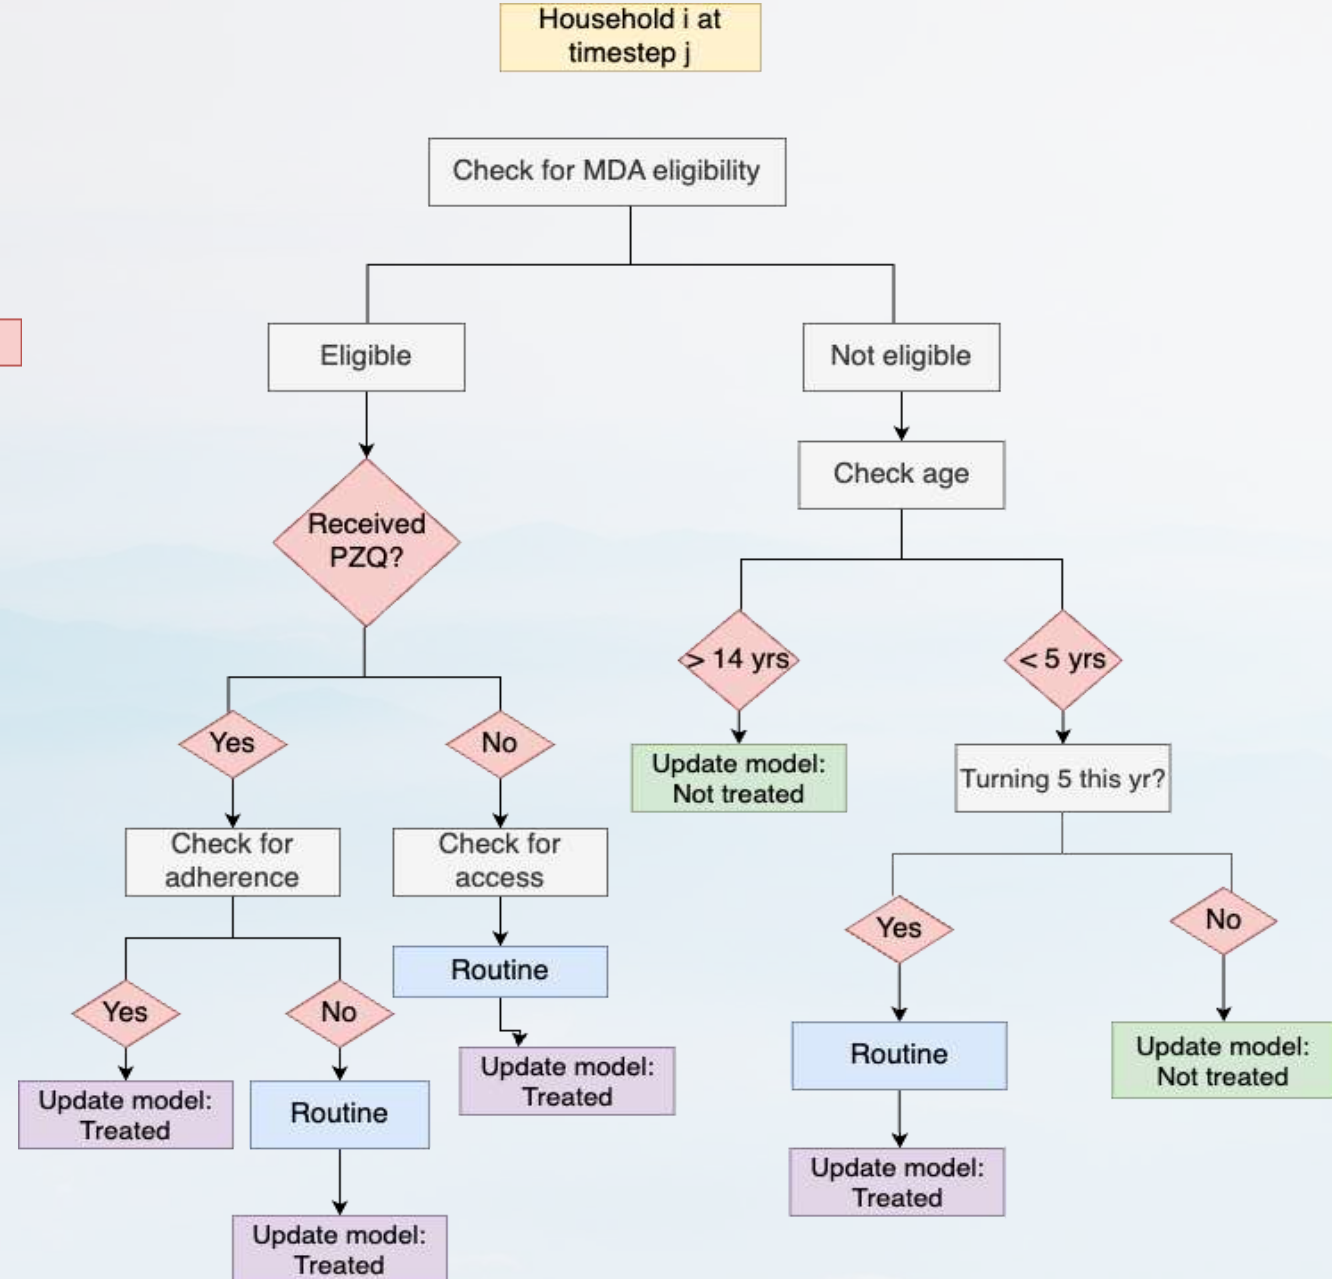 Household i at
timestep j
Check for MDA eligibility
Eligible
Not eligible
Check age
Received
PZQ?
> 14 yrs
< 5 yrs
Yes
No
Update model:
Not treated
Turning 5 this yr?
Check for
adherence
Check for
access
Yes
No
Routine
Yes
No
Routine
Update model:
Not treated
Update model:
Treated
Update model:
Treated
Routine
Update model:
Treated
Update model:
Treated